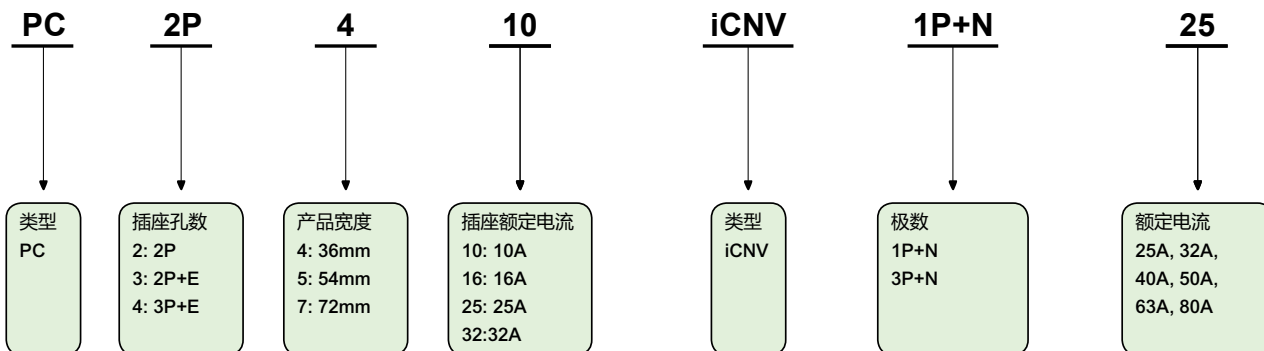 PC 2P 4 10 iCNV 1P+N 25
类型
PC
插座孔数
2: 2P
3: 2P+E
4: 3P+E
产品宽度
4: 36mm
5: 54mm
7: 72mm
插座额定电流
10: 10A
16: 16A
25: 25A
32:32A
类型
iCNV
极数
1P+N
3P+N
额定电流
25A, 32A,
40A, 50A,
63A, 80A